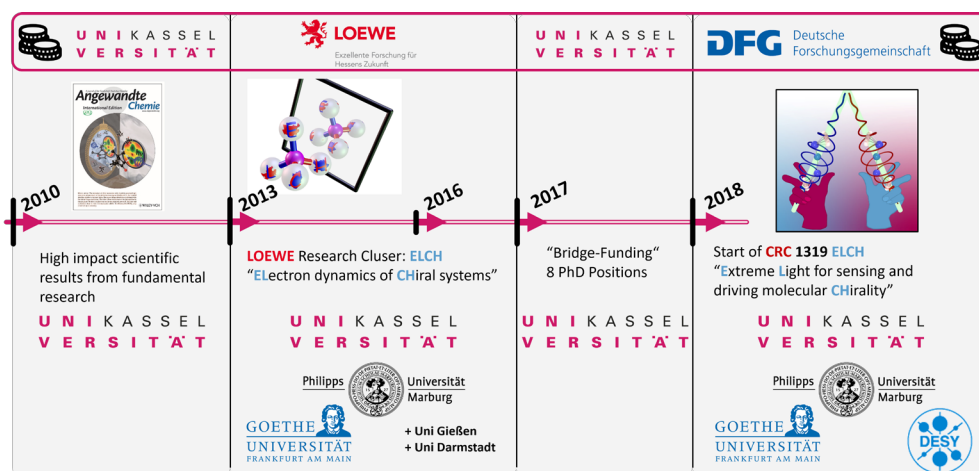 UNIKASSEL
VERSITÄT
LOEWE
Exzellente Forschung für
Hessens Zukunft
UNIKASSEL
VERSITÄT
DFG Deutsche
Forschungsgemeinschaft
Angewandte
International Edition Chemie
2010
2013
2016
2017
2018
High impact scientific
results from fundamental
research
UNIKASSEL
VERSITÄT
LOEWE Research Cluser: ELCH
“ELectron dynamics of CHiral systems”
UNIKASSEL
VERSITÄT
Philipps Universität
Marburg
GOETHE
UNIVERSITÄT
FRANKFURT AM MAIN
+ Uni Gießen
+ Uni Darmstadt
“Bridge-Funding“
8 PhD Positions
UNIKASSEL
VERSITÄT
Start of CRC 1319 ELCH
“Extreme Light for sensing and
driving molecular CHirality”
UNIKASSEL
VERSITÄT
Philipps Universität
Marburg
GOETHE
UNIVERSITÄT
FRANKFURT AM MAIN
DESY